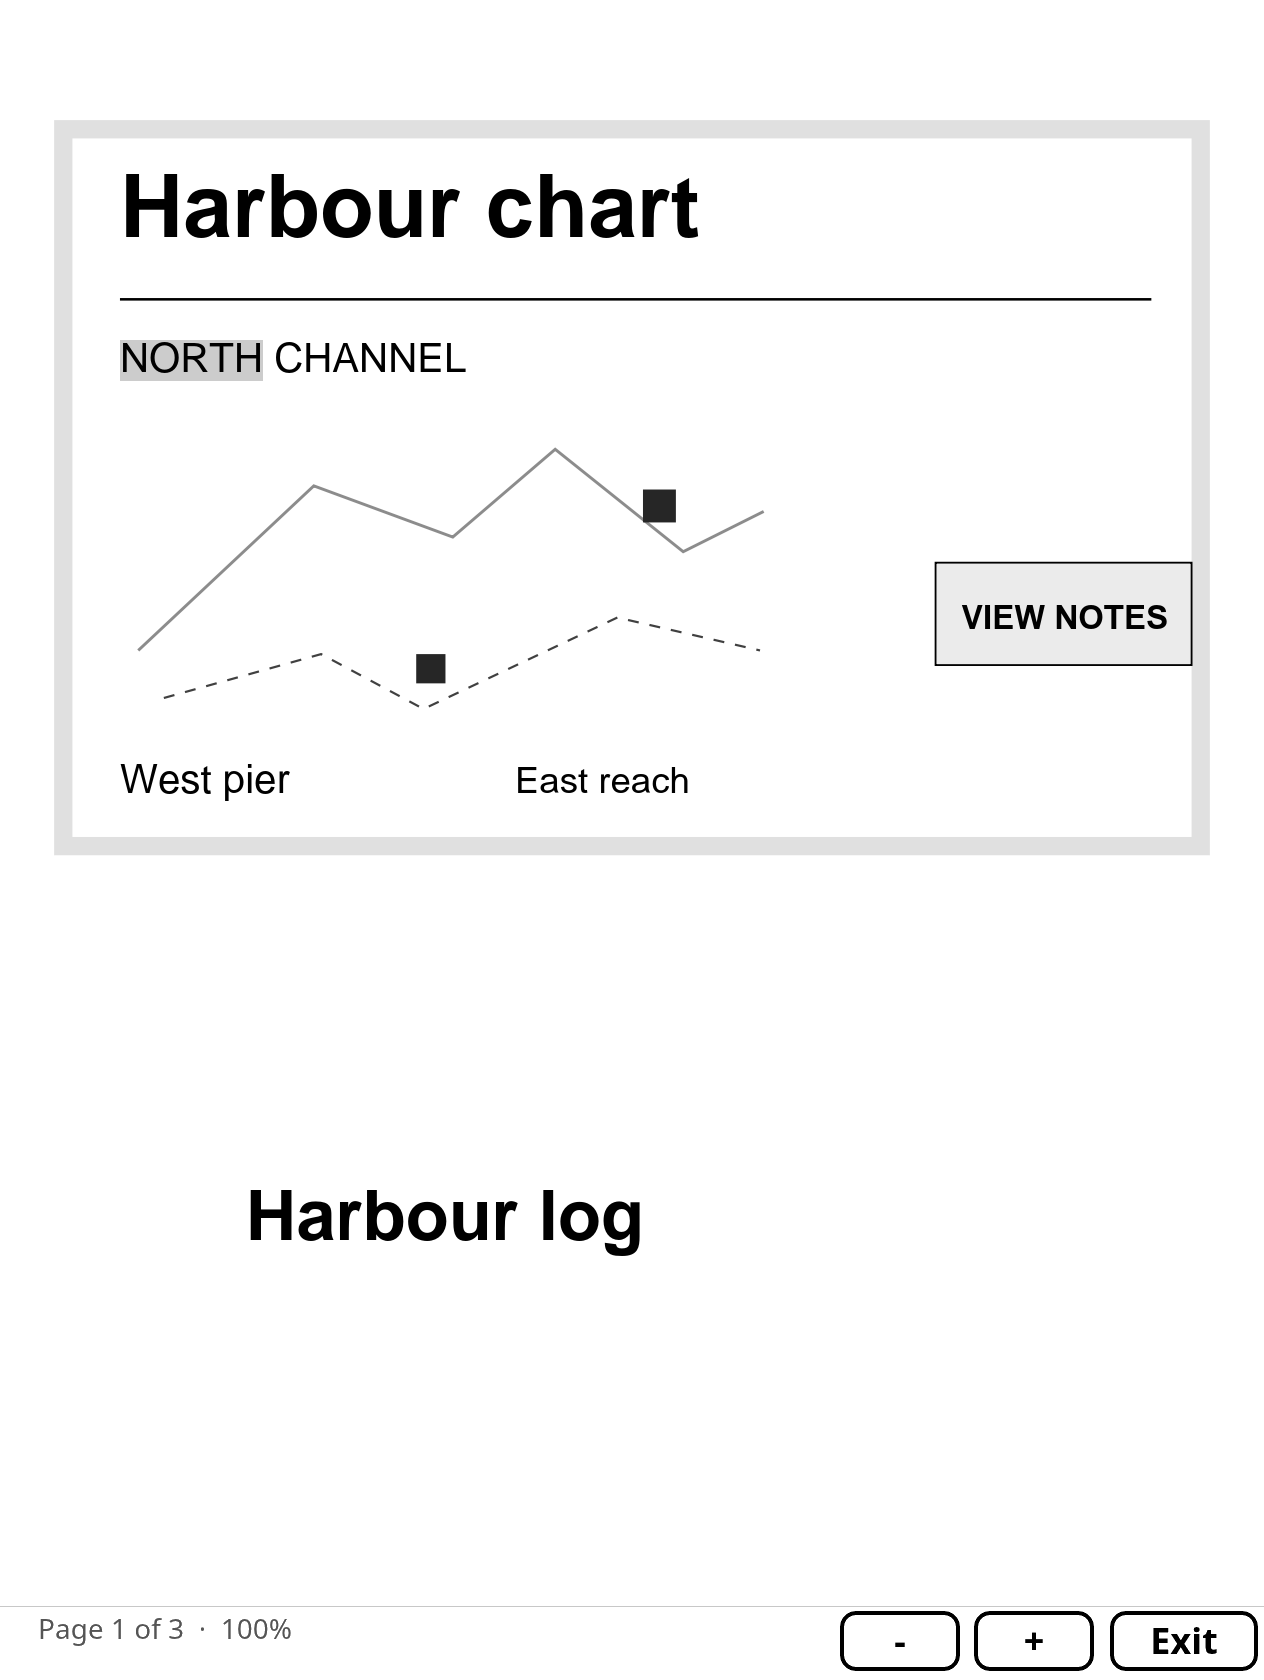 Harbour chart
NORTH CHANNEL
VIEW NOTES
West pier East reach
Harbour log
Page 1 of 3 · 100%
- + Exit